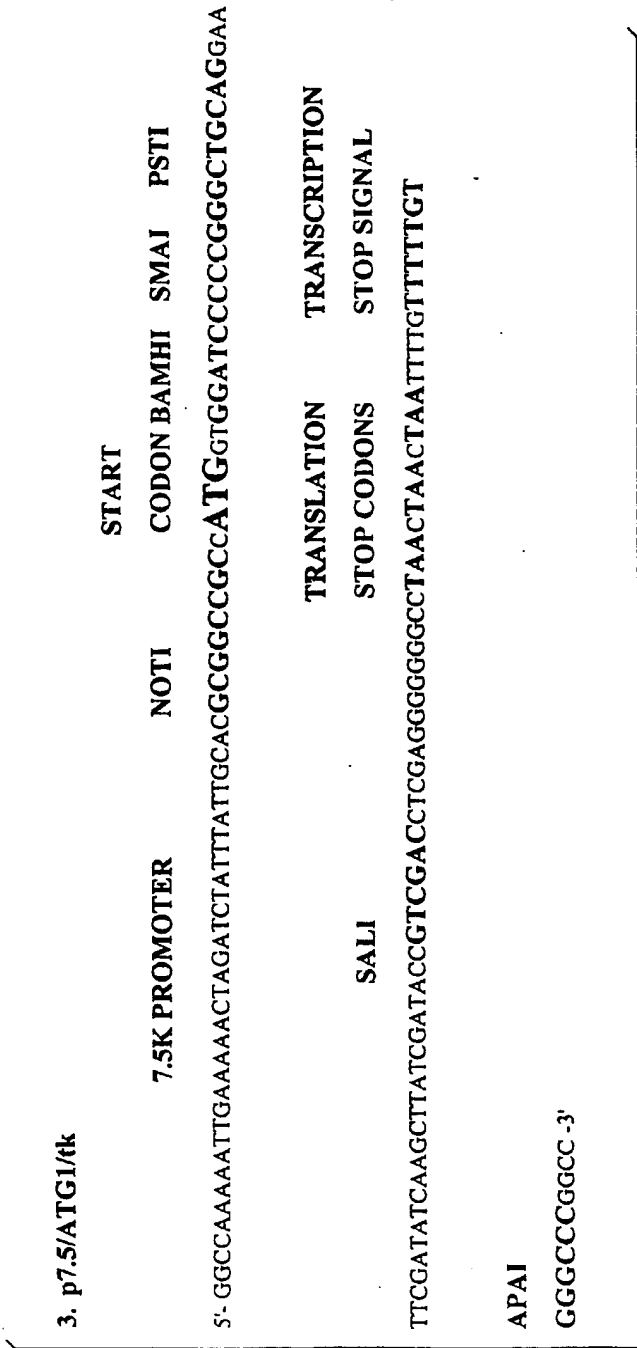 3. p7.5/ATG1/tk
START
7.5K PROMOTER NOTI CODON BAMHI SMAI PSTI
5'- GGCCAAAAATTGAAAAACTAGATCTATTTATTGCACGCGGCCGCCATGGTGGATCCCCCGGGCTGCAGGAA
TRANSLATION TRANSCRIPTION
SALI STOP CODONS STOP SIGNAL
TTCGATATCAAGCTTATCGATACCGTCGACCTCGAGGGGGGGCCTAACTAACTAATTTTGTTTTTGT
APAI
GGGCCCGGCC -3'